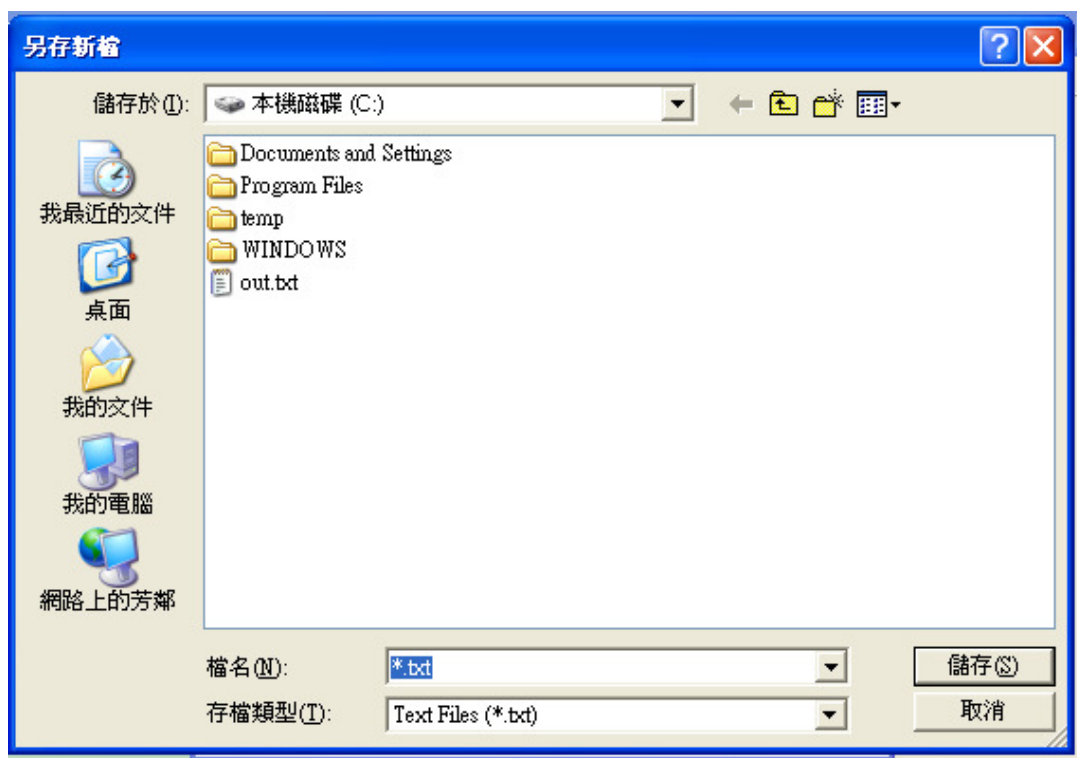 另存新檔
儲存於(I):
本機磁碟 (C:)
我最近的文件
桌面
我的文件
我的電腦
網路上的芳鄰
Documents and Settings
Program Files
temp
WINDOWS
out.txt
檔名(N):
*.txt
儲存(S)
存檔類型(T):
Text Files (*.txt)
取消